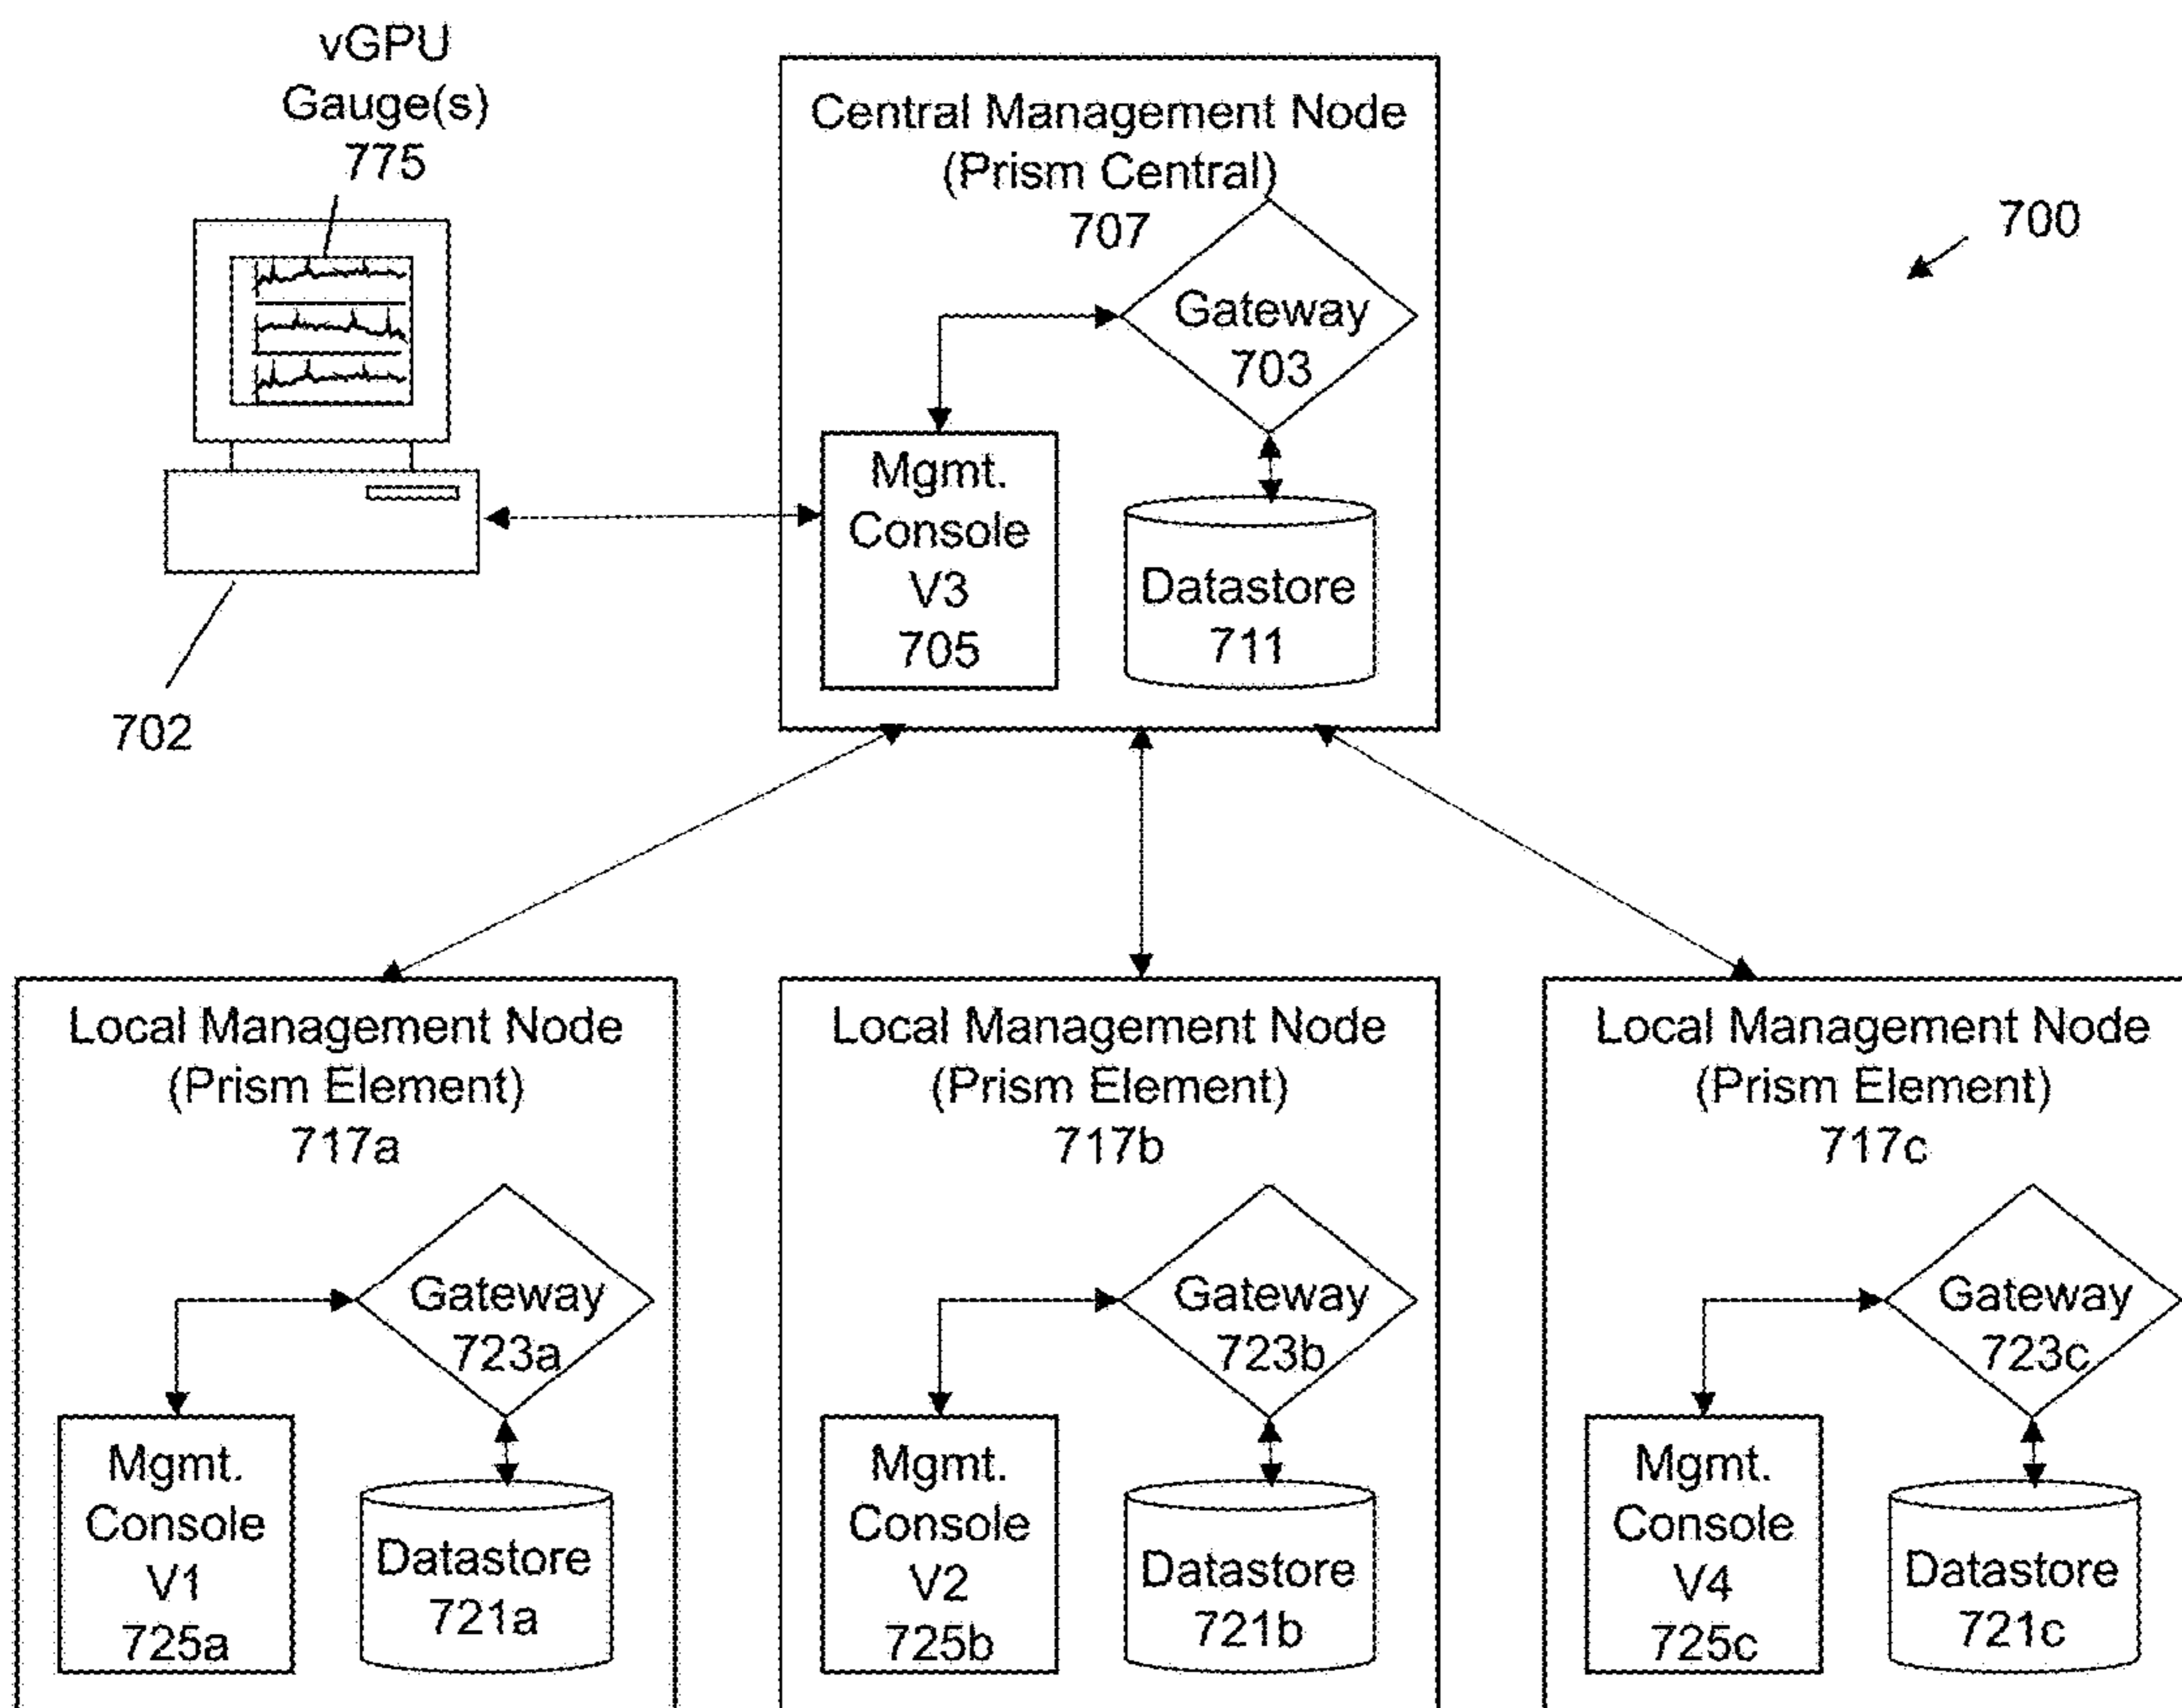 vGPU
Gauge(s)
775
Central Management Node
(Prism Central)
707
700
Gateway
703
Mgmt.
Console
V3
705
Datastore
711
702
Local Management Node
(Prism Element)
717a
Gateway
723a
Mgmt.
Console
V1
725a
Datastore
721a
Local Management Node
(Prism Element)
717b
Gateway
723b
Mgmt.
Console
V2
725b
Datastore
721b
Local Management Node
(Prism Element)
717c
Gateway
723c
Mgmt.
Console
V4
725c
Datastore
721c